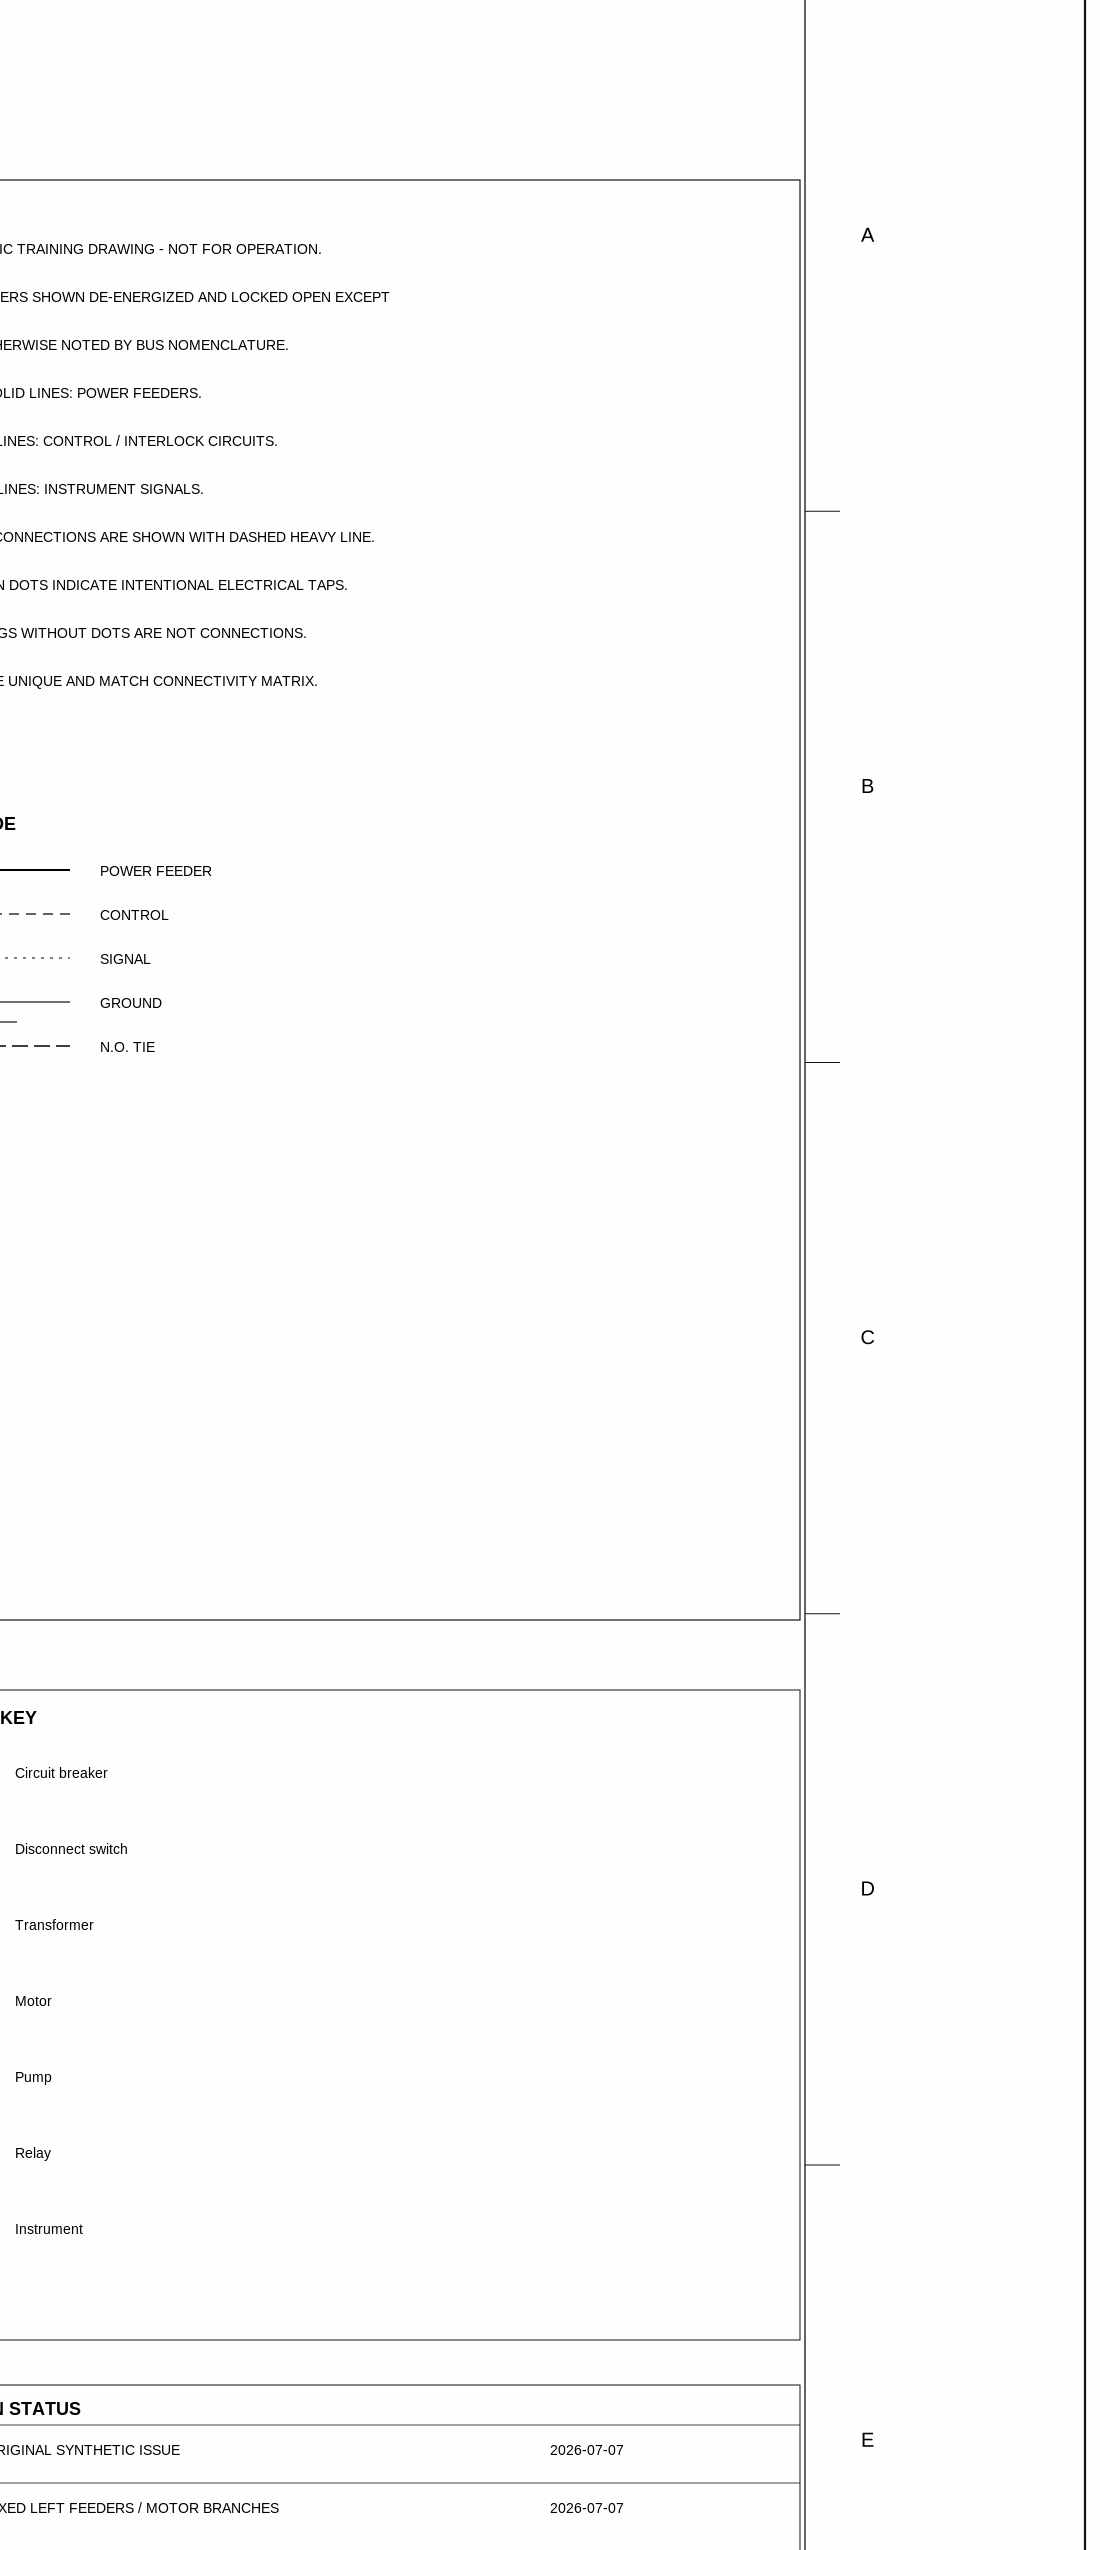 IC TRAINING DRAWING - NOT FOR OPERATION.
A
ERS SHOWN DE-ENERGIZED AND LOCKED OPEN EXCEPT
HERWISE NOTED BY BUS NOMENCLATURE.
OLID LINES: POWER FEEDERS.
LINES: CONTROL / INTERLOCK CIRCUITS.
LINES: INSTRUMENT SIGNALS.
CONNECTIONS ARE SHOWN WITH DASHED HEAVY LINE.
N DOTS INDICATE INTENTIONAL ELECTRICAL TAPS.
GS WITHOUT DOTS ARE NOT CONNECTIONS.
E UNIQUE AND MATCH CONNECTIVITY MATRIX.
B
DE
POWER FEEDER
CONTROL
SIGNAL
GROUND
N.O. TIE
C
KEY
Circuit breaker
Disconnect switch
D
Transformer
Motor
Pump
Relay
Instrument
N STATUS
E
RIGINAL SYNTHETIC ISSUE 2026-07-07
XED LEFT FEEDERS / MOTOR BRANCHES 2026-07-07